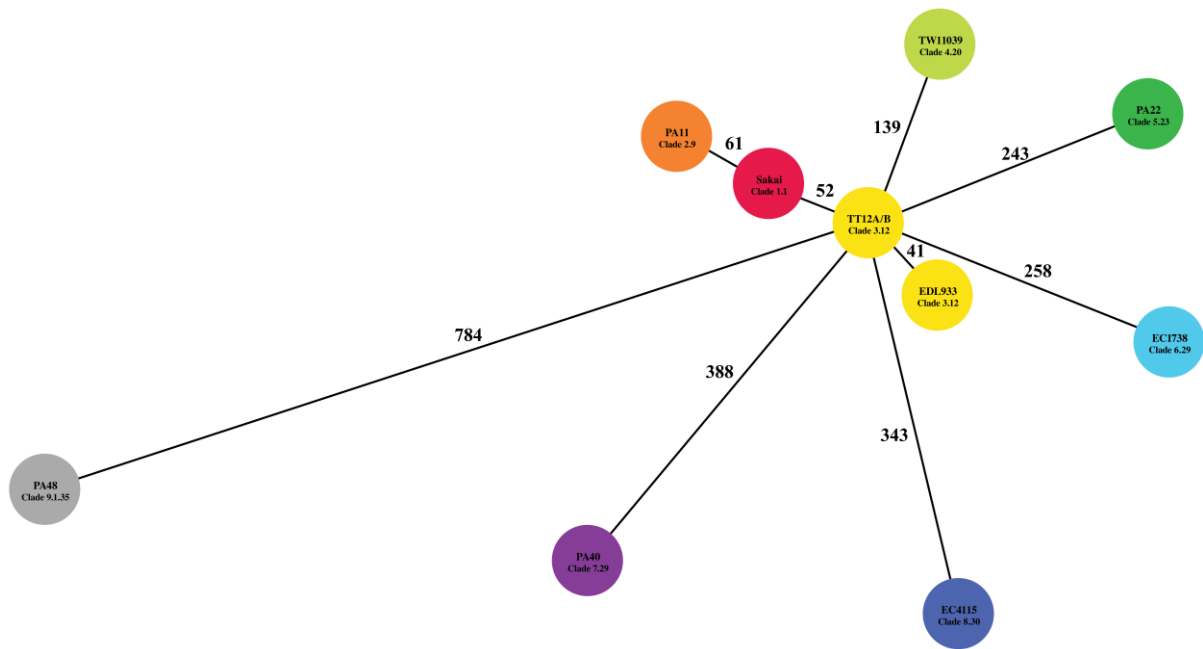 TW11039
Clade 4.20
PA22
Clade 5.23
PA11
Clade 2.9
61
139
243
Sakai
Clade 1.1
52
TT12A/B
Clade 3.12
41
258
EDL933
Clade 3.12
784
EC1738
Clade 6.29
388
343
PA48
Clade 9.1.35
PA40
Clade 7.29
EC4115
Clade 8.30